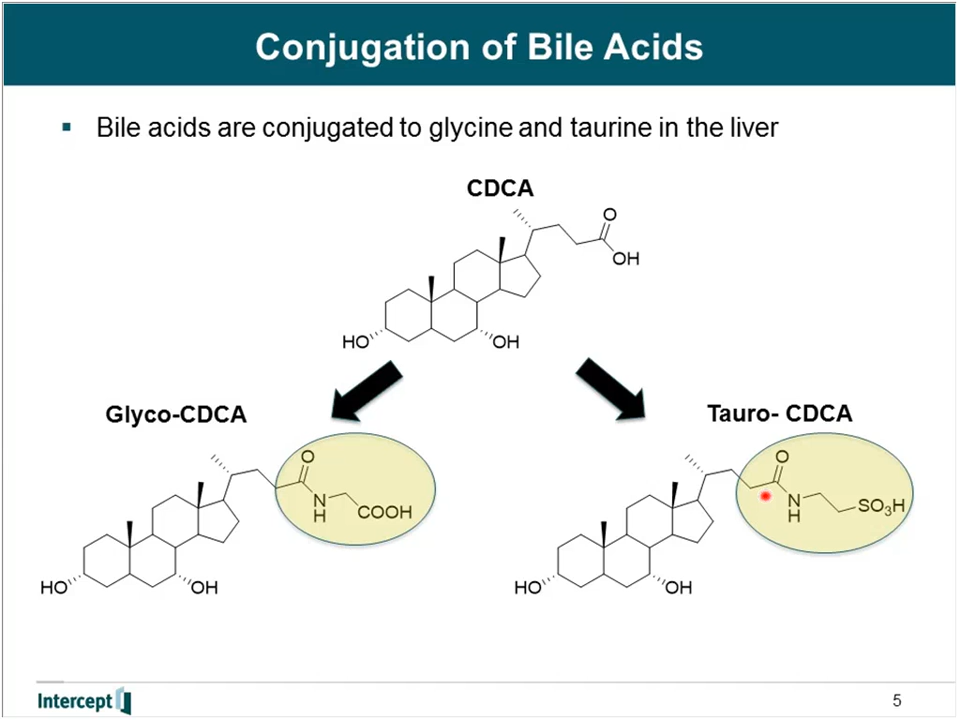 Conjugation of Bile Acids
▪ Bile acids are conjugated to glycine and taurine in the liver
CDCA
O
OH
HO
OH
Glyco-CDCA
O
N
H
COOH
HO
OH
Tauro- CDCA
O
N
H
SO₃H
HO
OH
Intercept
5